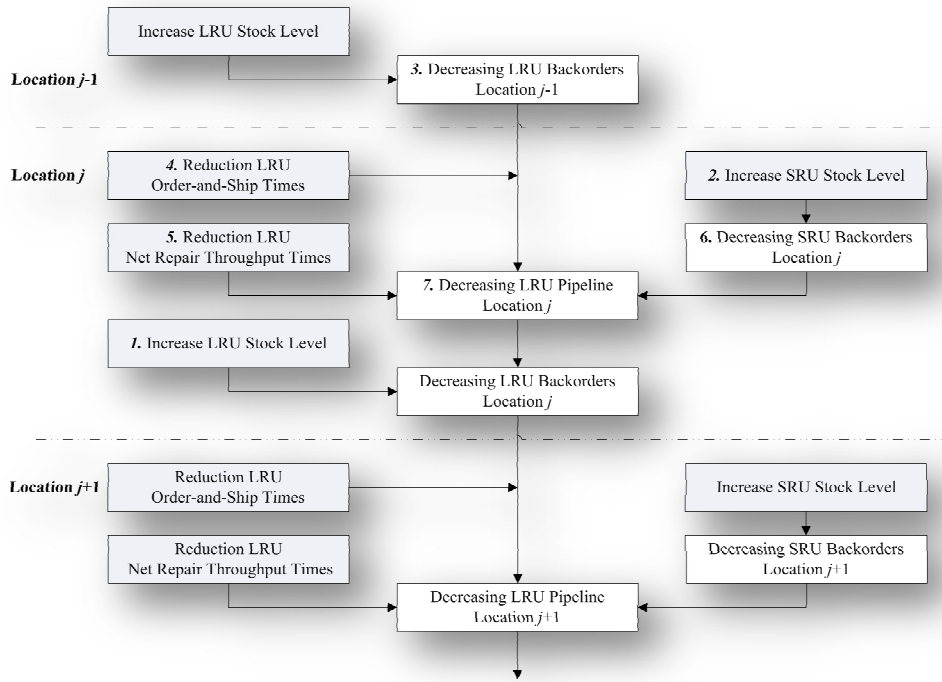 Increase LRU Stock Level
Location j-1
3. Decreasing LRU Backorders
Location j-1
Location j
4. Reduction LRU
Order-and-Ship Times
2. Increase SRU Stock Level
5. Reduction LRU
Net Repair Throughput Times
6. Decreasing SRU Backorders
Location j
7. Decreasing LRU Pipeline
Location j
1. Increase LRU Stock Level
Decreasing LRU Backorders
Location j
Location j+1
Reduction LRU
Order-and-Ship Times
Increase SRU Stock Level
Reduction LRU
Net Repair Throughput Times
Decreasing SRU Backorders
Location j+1
Decreasing LRU Pipeline
Location j+1